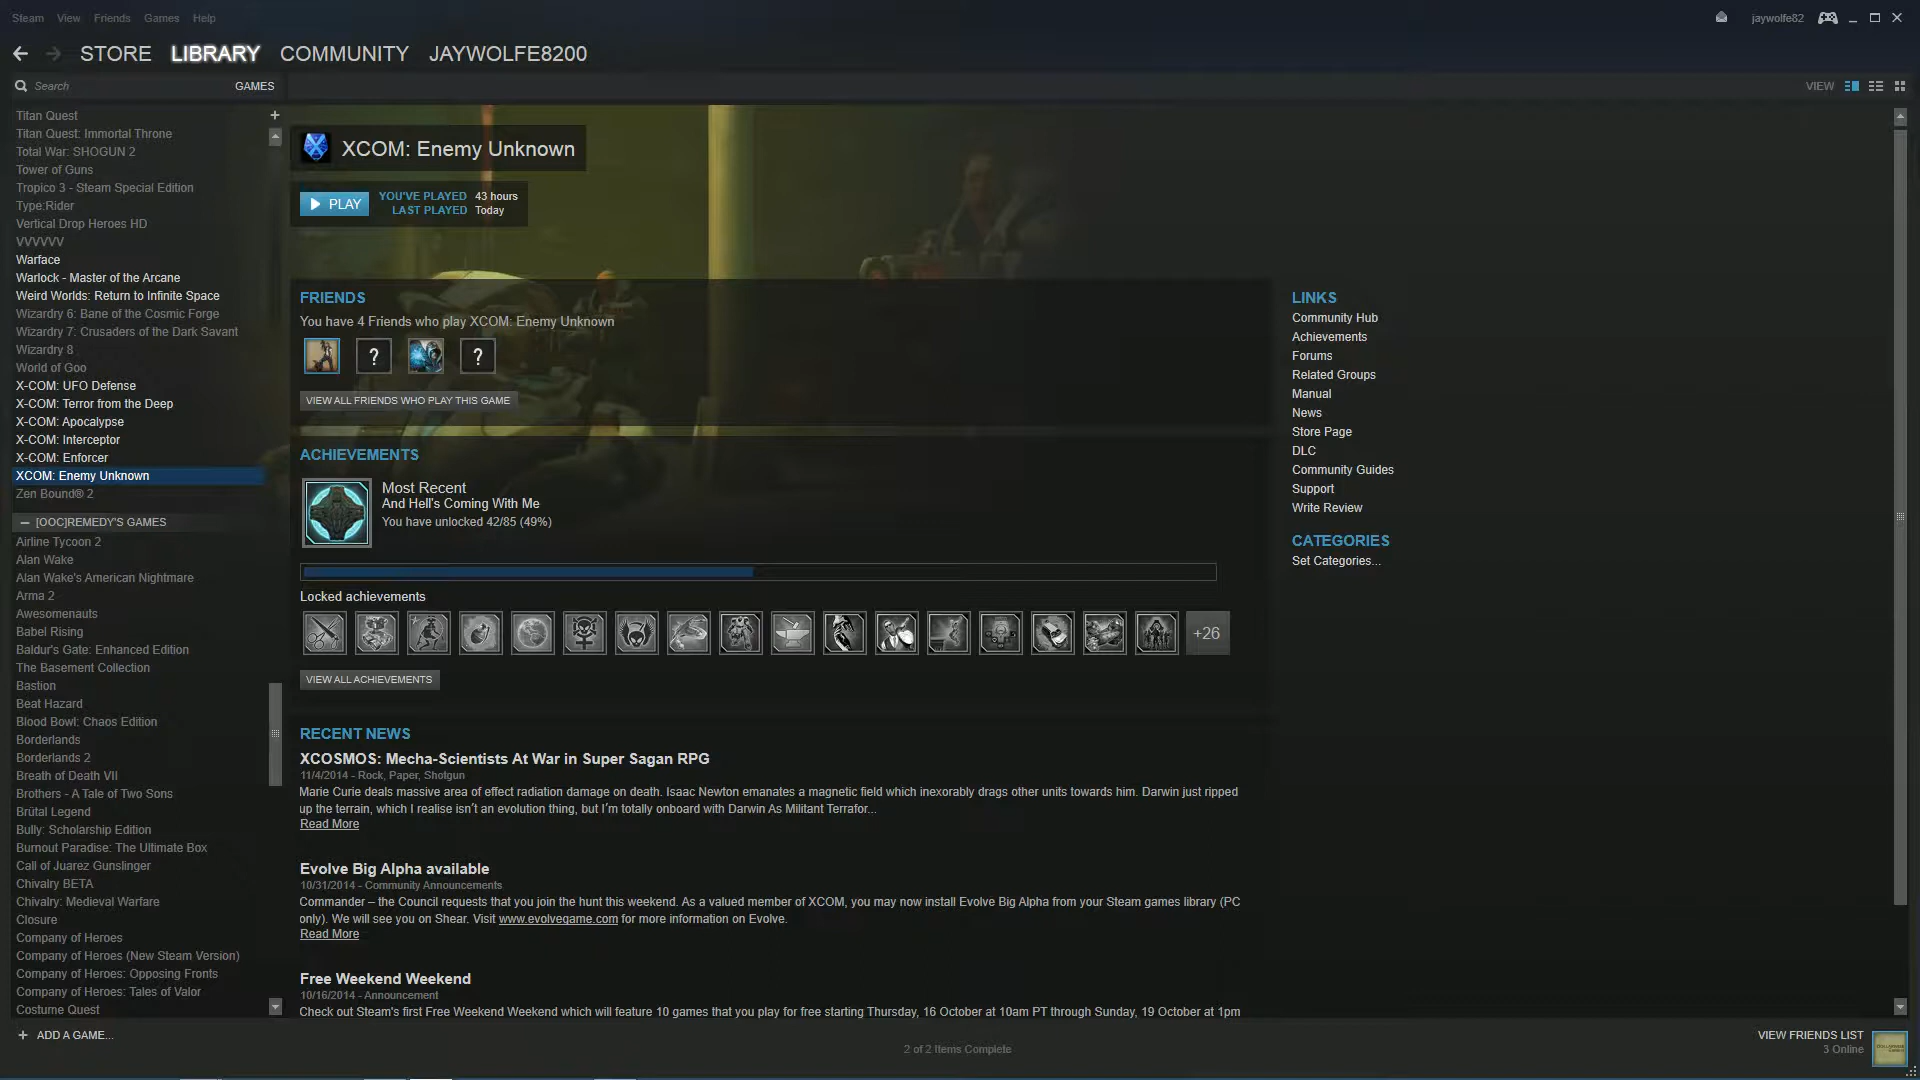 Steam View Friends Games Help
jaywolfe82
STORE LIBRARY COMMUNITY JAYWOLFE8200
Search
GAMES
VIEW
Titan Quest
Titan Quest: Immortal Throne
Total War: SHOGUN 2
Tower of Guns
Tropico 3 - Steam Special Edition
Type:Rider
Vertical Drop Heroes HD
VVVVVV
Warface
Warlock - Master of the Arcane
Weird Worlds: Return to Infinite Space
Wizardry 6: Bane of the Cosmic Forge
Wizardry 7: Crusaders of the Dark Savant
Wizardry 8
World of Goo
X-COM: UFO Defense
X-COM: Terror from the Deep
X-COM: Apocalypse
X-COM: Interceptor
X-COM: Enforcer
XCOM: Enemy Unknown
Zen Bound® 2
[OOC]REMEDY'S GAMES
Airline Tycoon 2
Alan Wake
Alan Wake's American Nightmare
Arma 2
Awesomenauts
Babel Rising
Baldur's Gate: Enhanced Edition
The Basement Collection
Bastion
Beat Hazard
Blood Bowl: Chaos Edition
Borderlands
Borderlands 2
Breath of Death VII
Brothers - A Tale of Two Sons
Brütal Legend
Bully: Scholarship Edition
Burnout Paradise: The Ultimate Box
Call of Juarez Gunslinger
Chivalry BETA
Chivalry: Medieval Warfare
Closure
Company of Heroes
Company of Heroes (New Steam Version)
Company of Heroes: Opposing Fronts
Company of Heroes: Tales of Valor
Costume Quest
ADD A GAME...
XCOM: Enemy Unknown
PLAY
YOU'VE PLAYED 43 hours
LAST PLAYED Today
FRIENDS
You have 4 Friends who play XCOM: Enemy Unknown
?
?
VIEW ALL FRIENDS WHO PLAY THIS GAME
ACHIEVEMENTS
Most Recent
And Hell's Coming With Me
You have unlocked 42/85 (49%)
Locked achievements
+26
VIEW ALL ACHIEVEMENTS
RECENT NEWS
XCOSMOS: Mecha-Scientists At War in Super Sagan RPG
11/4/2014 - Rock, Paper, Shotgun
Marie Curie deals massive area of effect radiation damage on death. Isaac Newton emanates a magnetic field which inexorably drags other units towards him. Darwin just ripped
up the terrain, which I realise isn't an evolution thing, but I'm totally onboard with Darwin As Militant Terrafor...
Read More
Evolve Big Alpha available
10/31/2014 - Community Announcements
Commander – the Council requests that you join the hunt this weekend. As a valued member of XCOM, you may now install Evolve Big Alpha from your Steam games library (PC
only). We will see you on Shear. Visit www.evolvegame.com for more information on Evolve.
Read More
Free Weekend Weekend
10/16/2014 - Announcement
Check out Steam's first Free Weekend Weekend which will feature 10 games that you play for free starting Thursday, 16 October at 10am PT through Sunday, 19 October at 1pm
LINKS
Community Hub
Achievements
Forums
Related Groups
Manual
News
Store Page
DLC
Community Guides
Support
Write Review
CATEGORIES
Set Categories...
2 of 2 Items Complete
VIEW FRIENDS LIST
3 Online